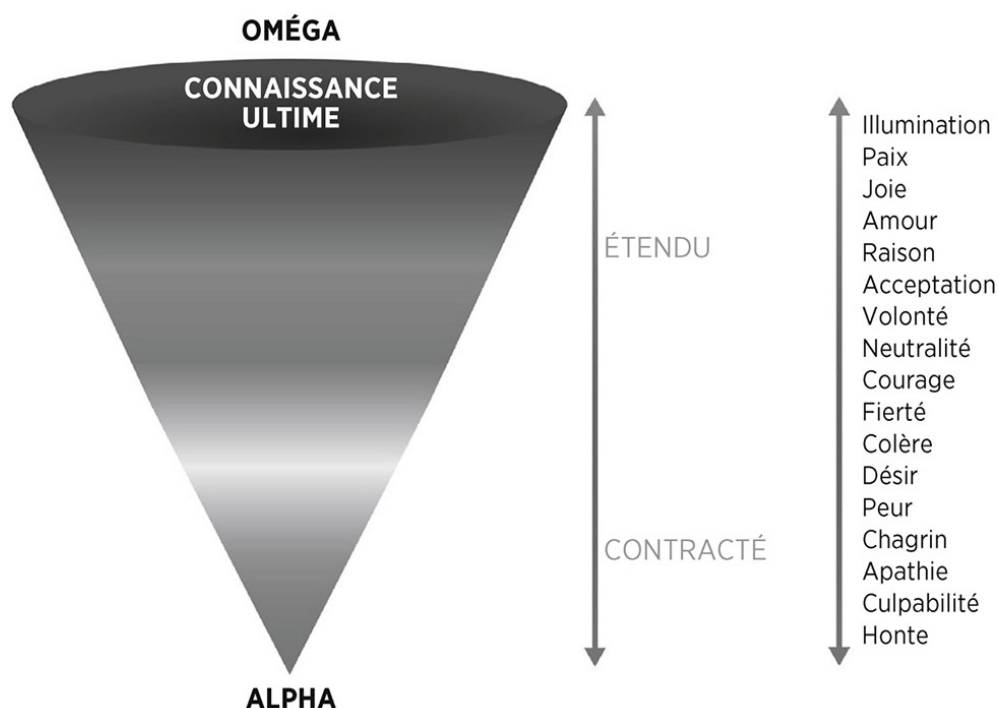 OMÉGA
CONNAISSANCE
ULTIME
ÉTENDU
CONTRACTÉ
ALPHA
Illumination
Paix
Joie
Amour
Raison
Acceptation
Volonté
Neutralité
Courage
Fierté
Colère
Désir
Peur
Chagrin
Apathie
Culpabilité
Honte